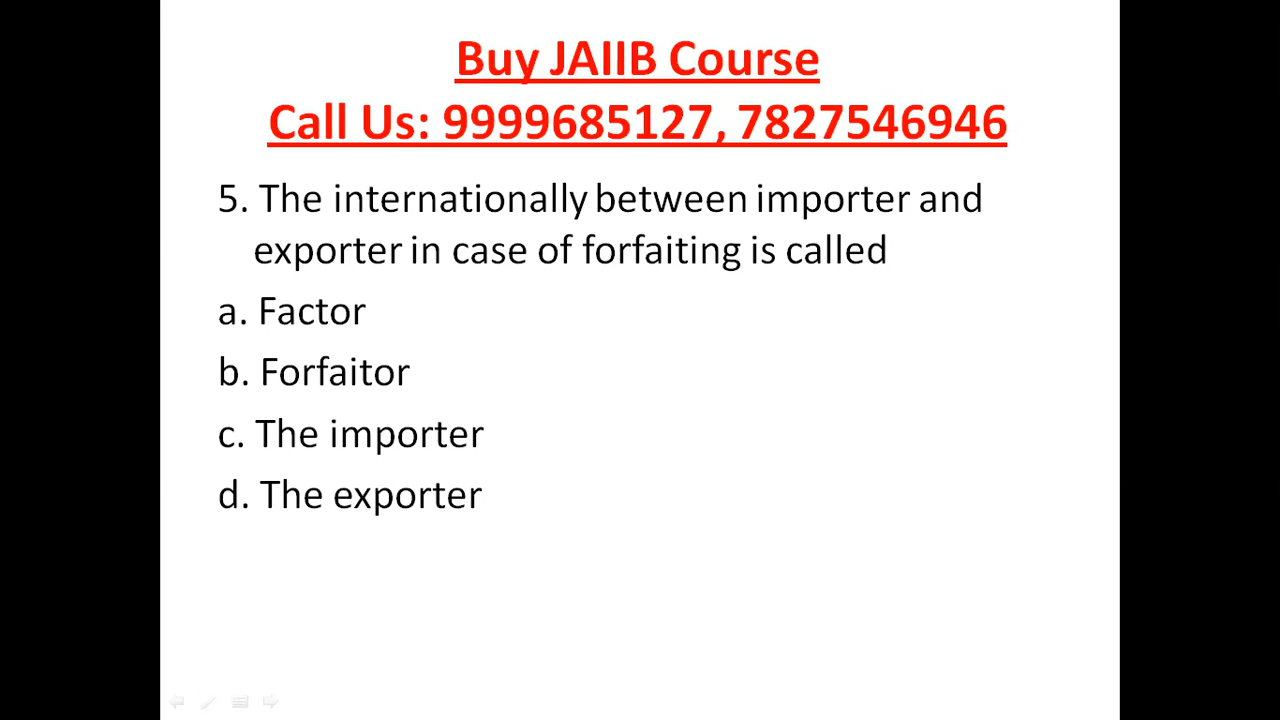 Buy JAIIB Course
Call Us: 9999685127, 7827546946
5. The internationally between importer and
exporter in case of forfaiting is called
a. Factor
b. Forfaitor
c. The importer
d. The exporter